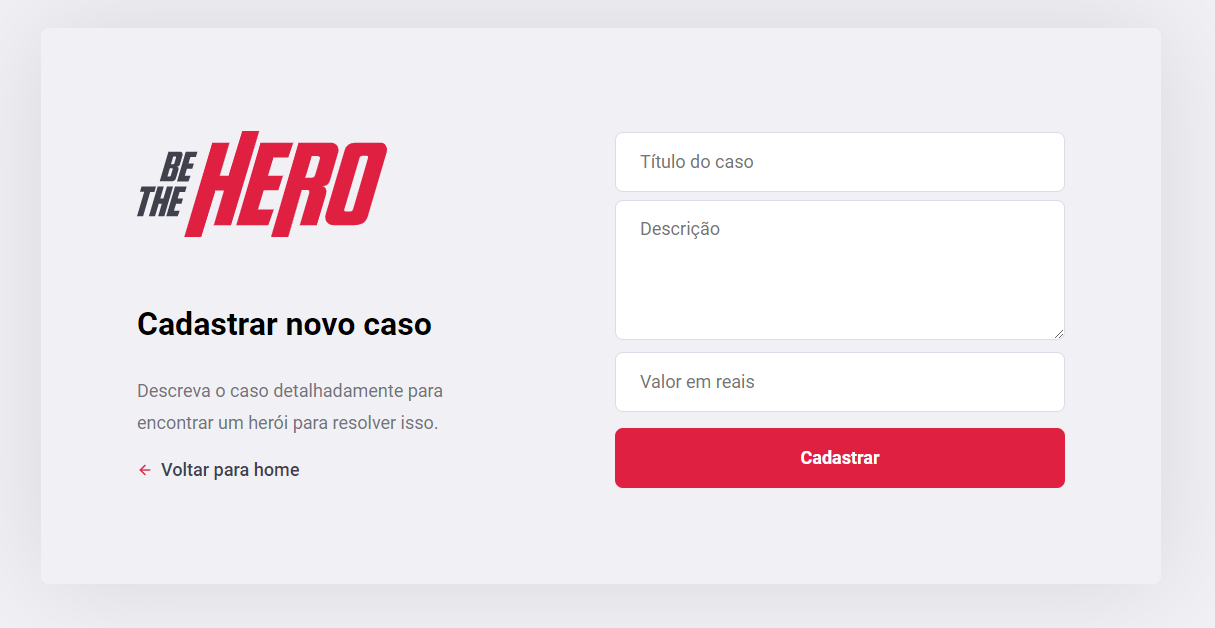 BE
THE HERO
Cadastrar novo caso
Descreva o caso detalhadamente para
encontrar um herói para resolver isso.
Voltar para home
Título do caso
Descrição
Valor em reais
Cadastrar